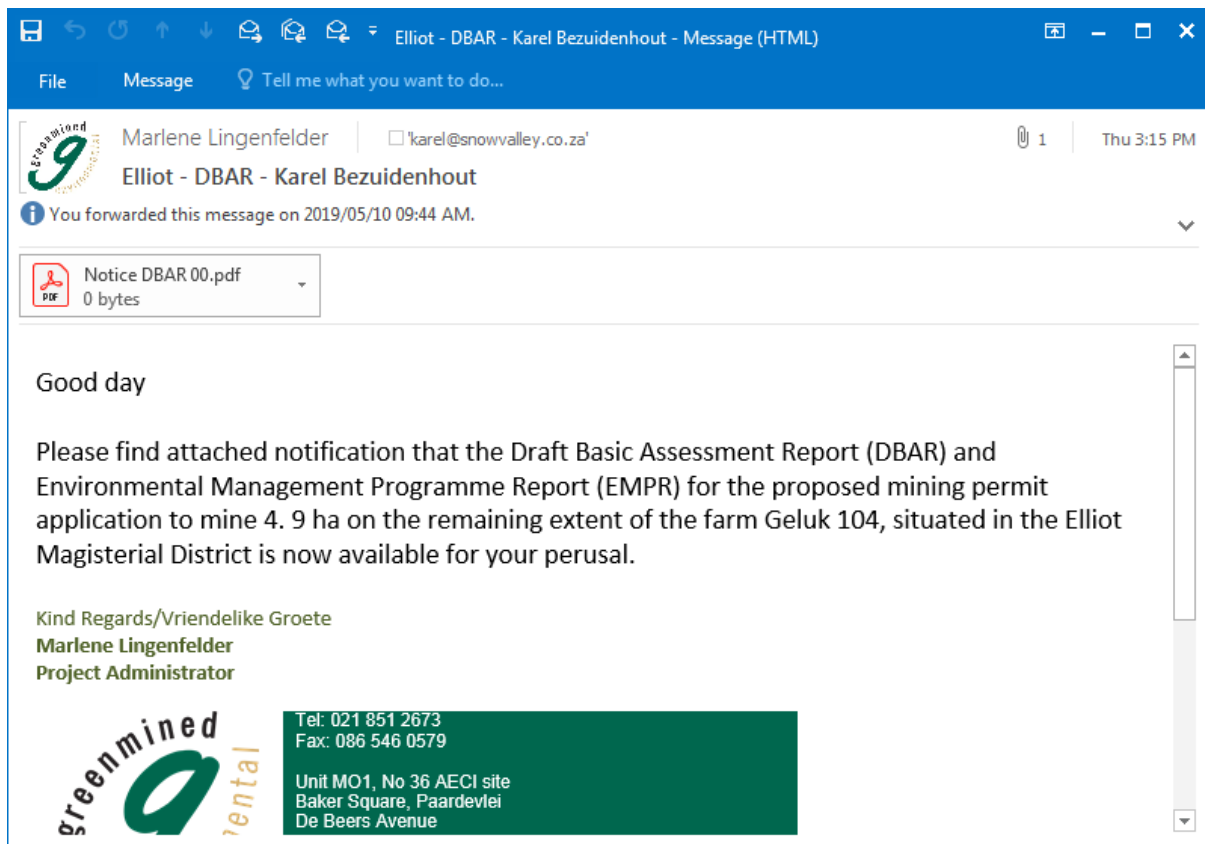 Elliot - DBAR - Karel Bezuidenhout - Message (HTML)
File Message Tell me what you want to do...
greenmined
Marlene Lingenfelder 'karel@snowvalley.co.za' 1 Thu 3:15 PM
Elliot - DBAR - Karel Bezuidenhout
You forwarded this message on 2019/05/10 09:44 AM.
Notice DBAR 00.pdf
PDF 0 bytes
Good day
Please find attached notification that the Draft Basic Assessment Report (DBAR) and
Environmental Management Programme Report (EMPR) for the proposed mining permit
application to mine 4. 9 ha on the remaining extent of the farm Geluk 104, situated in the Elliot
Magisterial District is now available for your perusal.
Kind Regards/Vriendelike Groete
Marlene Lingenfelder
Project Administrator
greenmined
mental
Tel: 021 851 2673
Fax: 086 546 0579
Unit MO1, No 36 AECI site
Baker Square, Paardevlei
De Beers Avenue